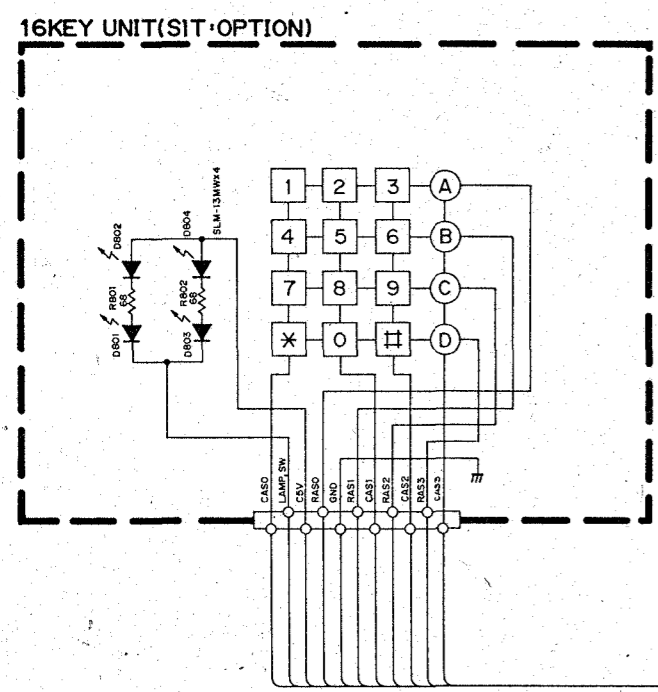 16KEY UNIT(S1T:OPTION)
SLM-13MWX4
D802
D804
R801
68
R802
68
D801
D803
1 2 3 A
4 5 6 B
7 8 9 C
* 0 # D
CAS0
LAMP SW
C5V
RAS0
GND
RAS1
CAS1
RAS2
CAS2
RAS3
CAS3